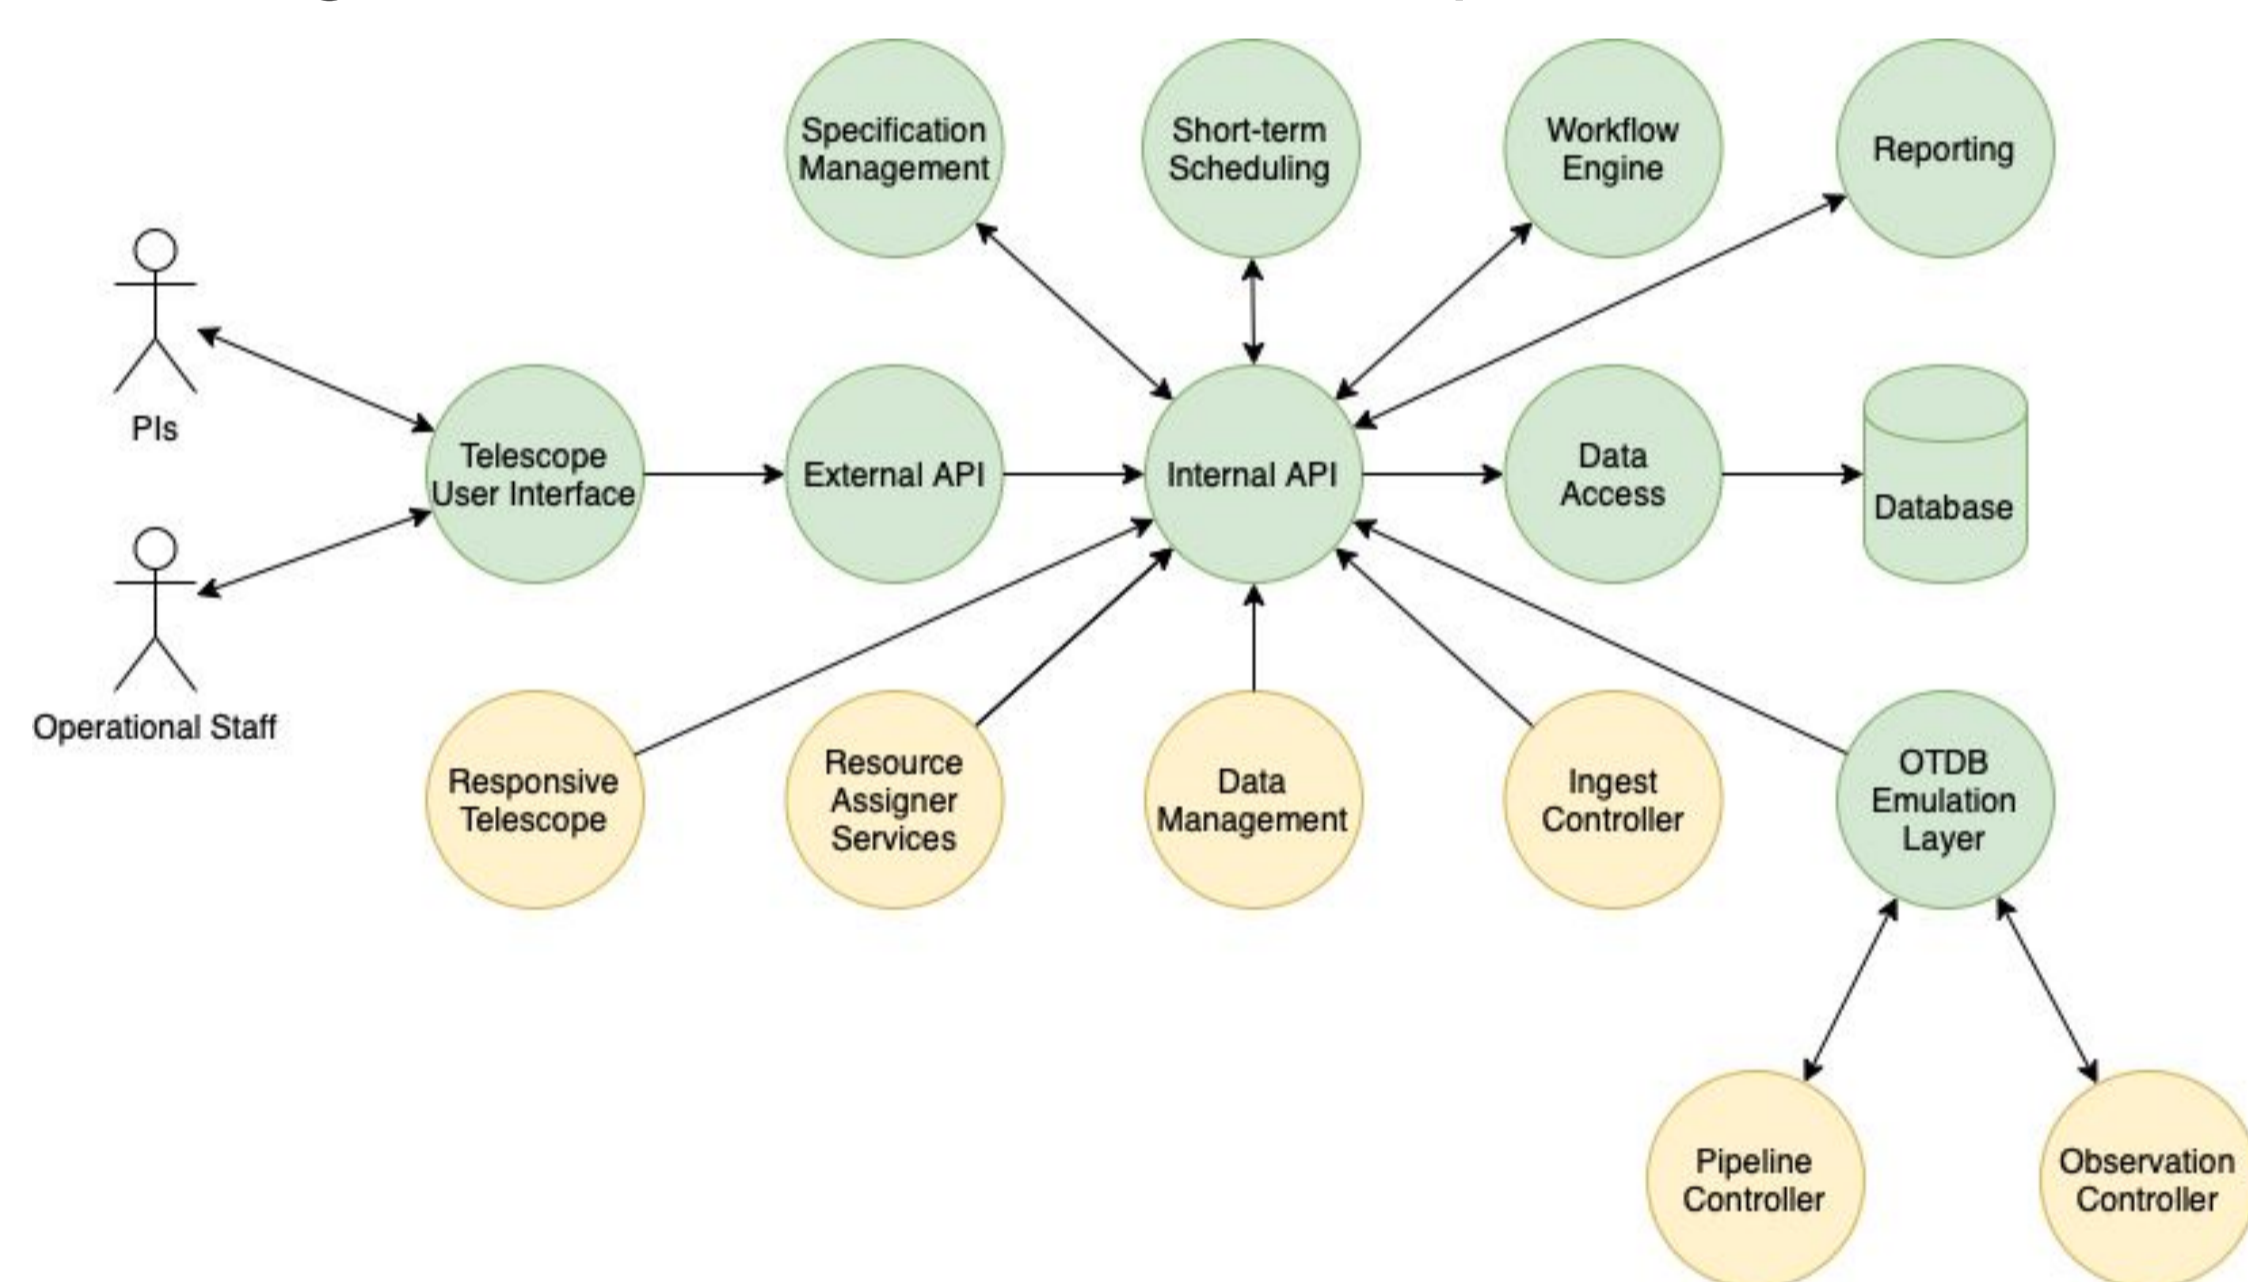 Specification
Management
Short-term
Scheduling
Workflow
Engine
Reporting
PIs
Telescope
User Interface
External API
Internal API
Data
Access
Database
Operational Staff
Responsive
Telescope
Resource
Assigner
Services
Data
Management
Ingest
Controller
OTDB
Emulation
Layer
Pipeline
Controller
Observation
Controller